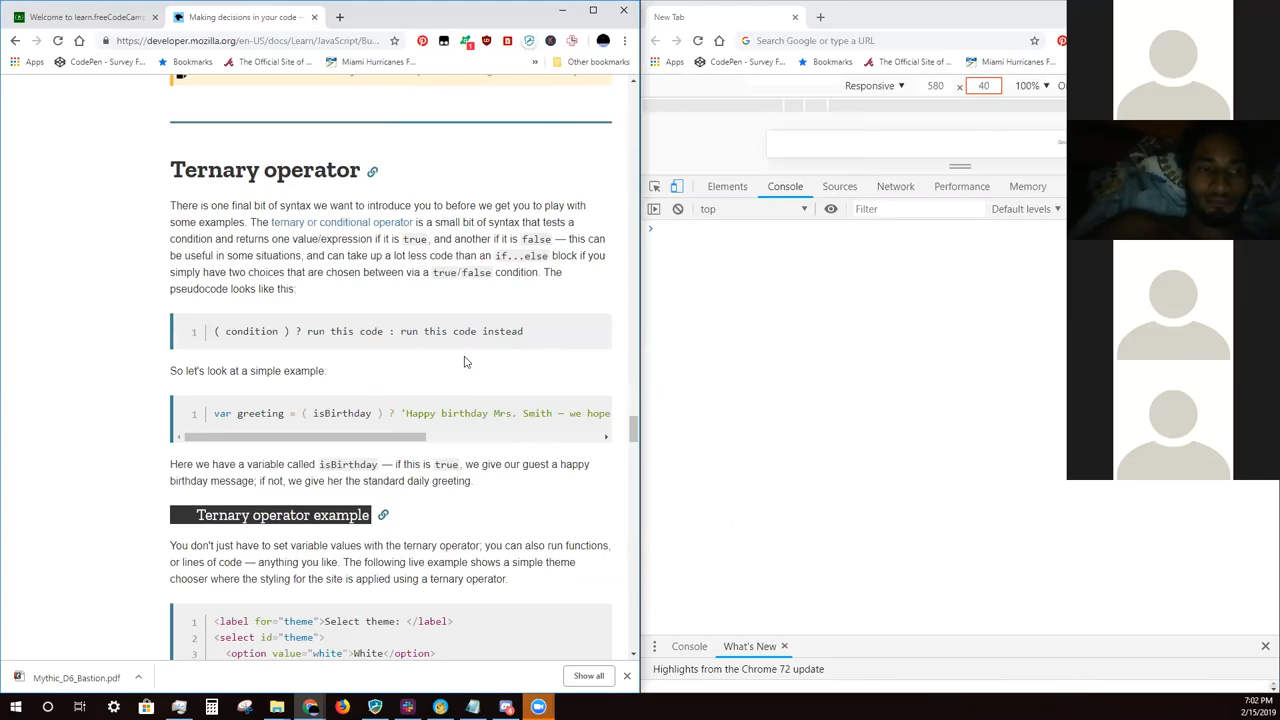 Welcome to learn.freeCodeCam
Making decisions in your code –
New Tab
https://developer.mozilla.org/en-US/docs/Learn/JavaScript/Bu...
Search Google or type a URL
Apps
CodePen - Survey F...
Bookmarks
The Official Site of...
Miami Hurricanes F...
Other bookmarks
Apps
CodePen - Survey F...
Bookmarks
The Official Site of...
Miami Hurricanes F
Responsive
580
×
40
100%
Ternary operator
There is one final bit of syntax we want to introduce you to before we get you to play with
some examples. The ternary or conditional operator is a small bit of syntax that tests a
condition and returns one value/expression if it is true, and another if it is false — this can
be useful in some situations, and can take up a lot less code than an if...else block if you
simply have two choices that are chosen between via a true/false condition. The
pseudocode looks like this:
1 ( condition ) ? run this code : run this code instead
So let's look at a simple example:
1 var greeting = ( isBirthday ) ? 'Happy birthday Mrs. Smith — we hope
Here we have a variable called isBirthday — if this is true, we give our guest a happy
birthday message; if not, we give her the standard daily greeting.
Ternary operator example
You don't just have to set variable values with the ternary operator; you can also run functions,
or lines of code — anything you like. The following live example shows a simple theme
chooser where the styling for the site is applied using a ternary operator.
1 <label for="theme">Select theme: </label>
2 <select id="theme">
3 <option value="white">White</option>
Elements
Console
Sources
Network
Performance
Memory
top
Filter
Default levels
Console
What's New
Highlights from the Chrome 72 update
Mythic_D6_Bastion.pdf
Show all
7:02 PM
2/15/2019